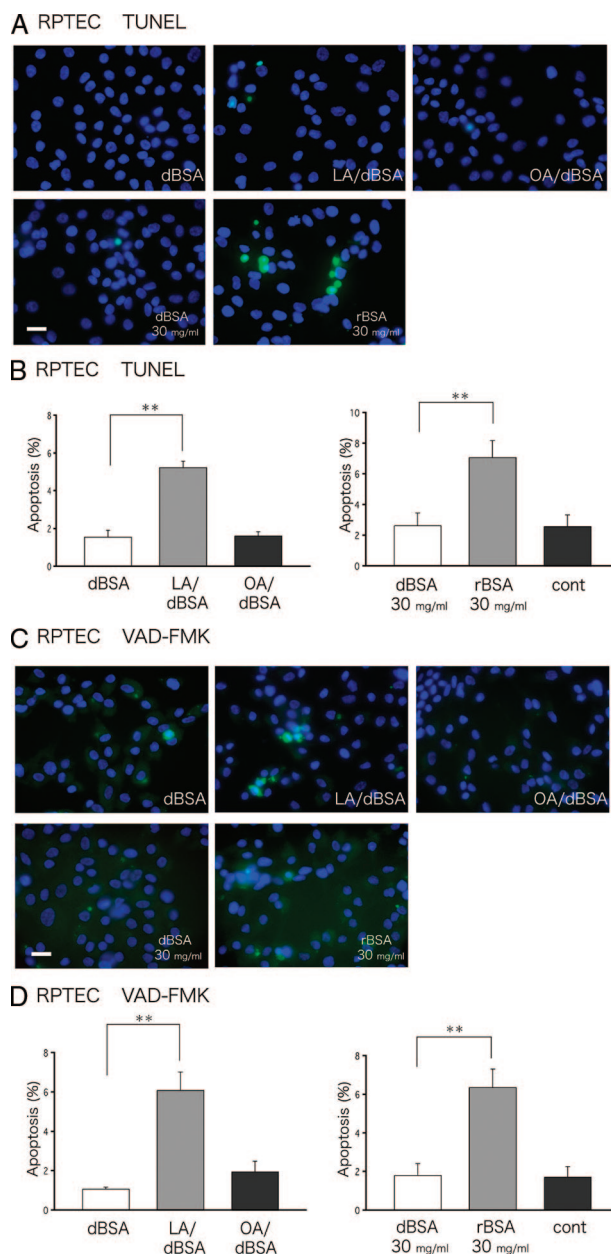 A RPTEC TUNEL
dBSA
LA/dBSA
OA/dBSA
dBSA
30 mg/ml
rBSA
30 mg/ml
B RPTEC TUNEL
**
Apoptosis (%)
8
6
4
2
0
dBSA
LA/
dBSA
OA/
dBSA
**
Apoptosis (%)
10
8
6
4
2
0
dBSA
30 mg/ml
rBSA
30 mg/ml
cont
C RPTEC VAD-FMK
dBSA
LA/dBSA
OA/dBSA
dBSA
30 mg/ml
rBSA
30 mg/ml
D RPTEC VAD-FMK
**
Apoptosis (%)
8
6
4
2
0
dBSA
LA/
dBSA
OA/
dBSA
**
Apoptosis (%)
8
6
4
2
0
dBSA
30 mg/ml
rBSA
30 mg/ml
cont